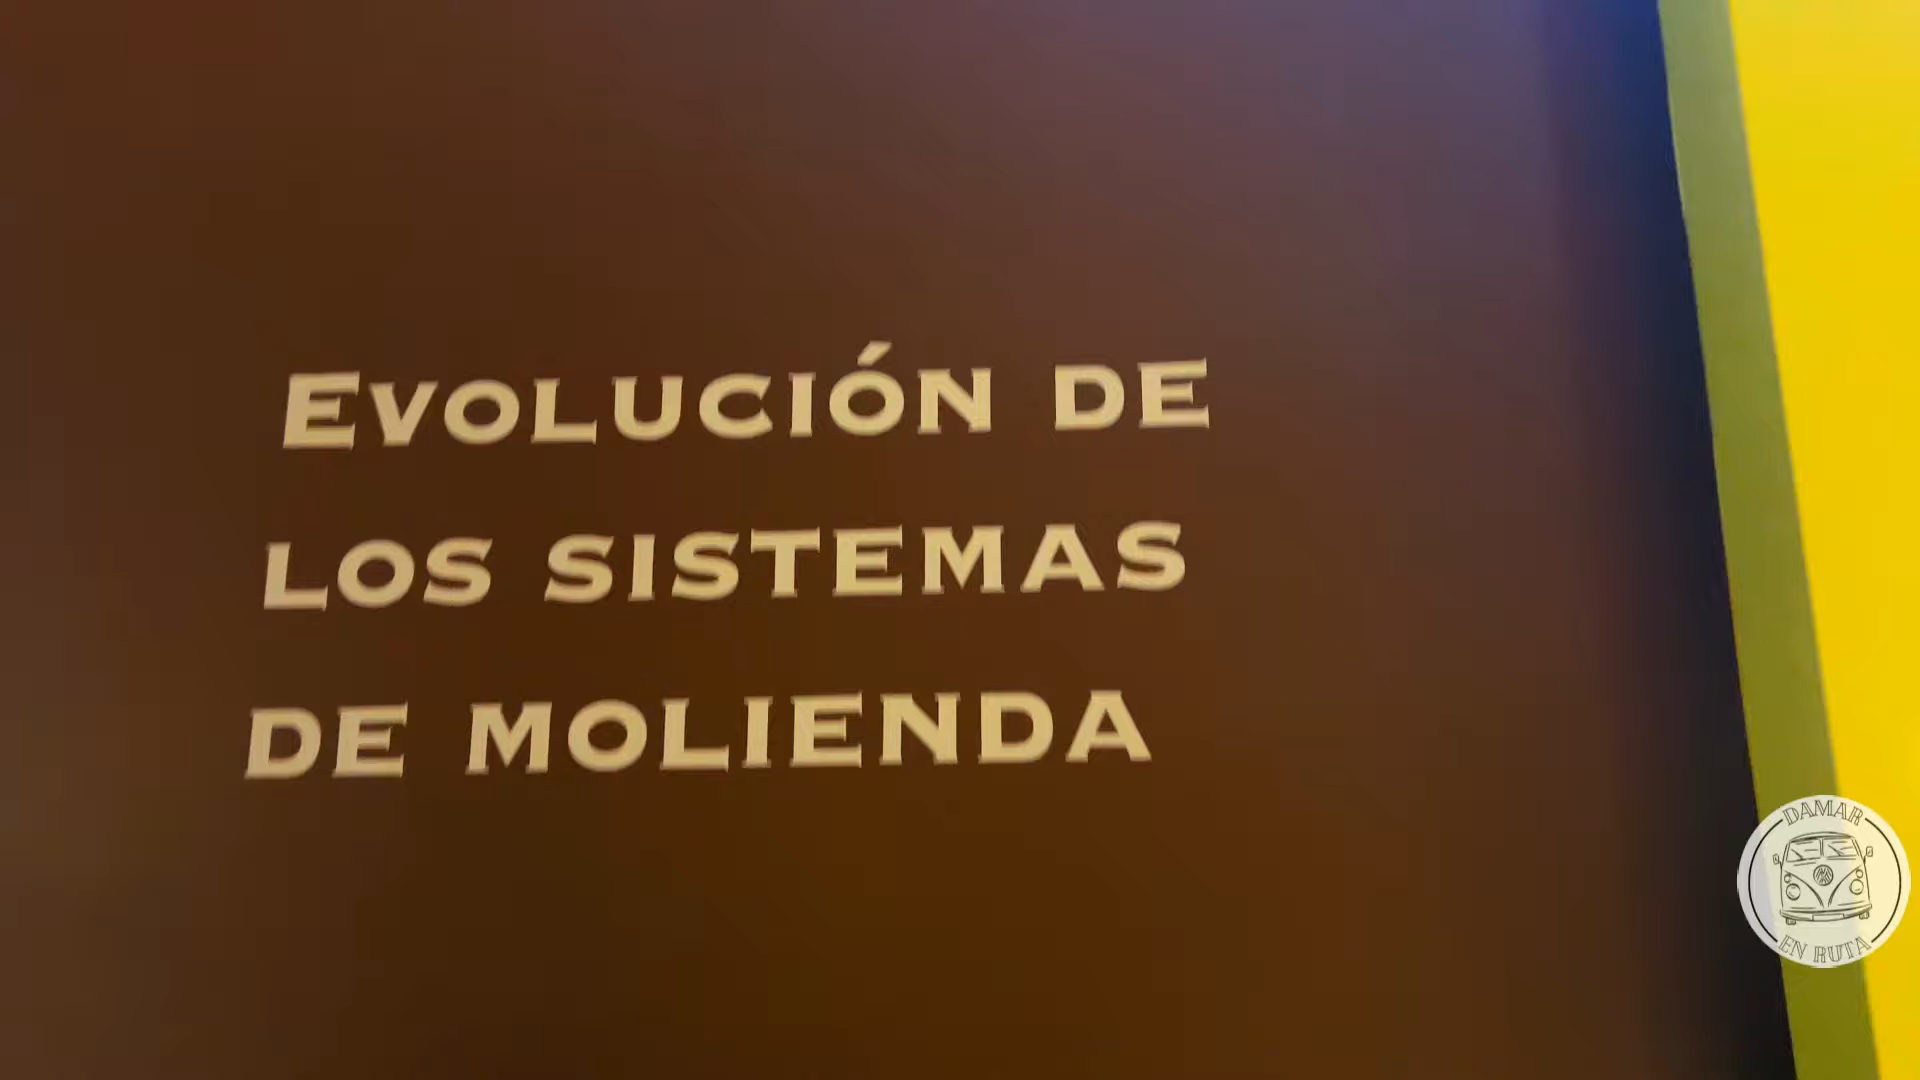 EVOLUCIÓN DE
LOS SISTEMAS
DE MOLIENDA
DAMAR
EN RUTA